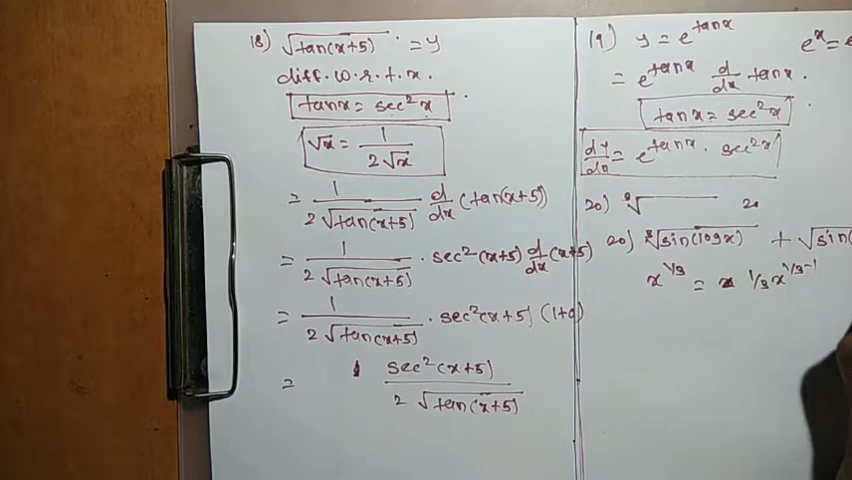 18) √tan(x+5) = y
diff. w.r.t. x.
tanx = sec²x
√x = 1/2√x
= 1/2√tan(x+5) d/dx (tan(x+5))
= 1/2√tan(x+5) . sec²(x+5) d/dx (x+5)
= 1/2√tan(x+5) . sec²(x+5) (1+0)
= sec²(x+5)/2√tan(x+5)
19) y = e^tanx
e^x = e
= e^tanx d/dx tanx.
tanx = sec²x
dy/dx = e^tanx . sec²x
20) ∛ 20
20) ∛sin(logx) + √sin(
x^1/3 = 1/3 x^1/3-1